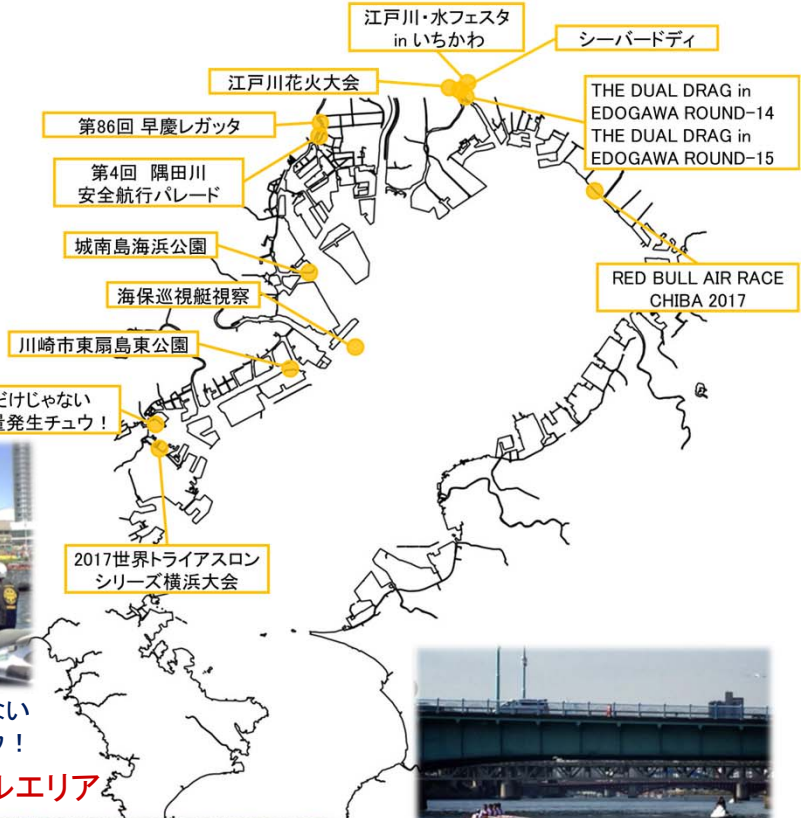 江戸川・水フェスタ
in いちかわ
シーバードディ
江戸川花火大会
THE DUAL DRAG in
EDOGAWA ROUND-14
THE DUAL DRAG in
EDOGAWA ROUND-15
第86回 早慶レガッタ
第4回 隅田川
安全航行パレード
城南島海浜公園
RED BULL AIR RACE
CHIBA 2017
海保巡視艇視察
川崎市東扇島東公園
だけじゃない
量発生チュウ！
2017世界トライアスロン
シリーズ横浜大会
ない
ウ！
ルエリア